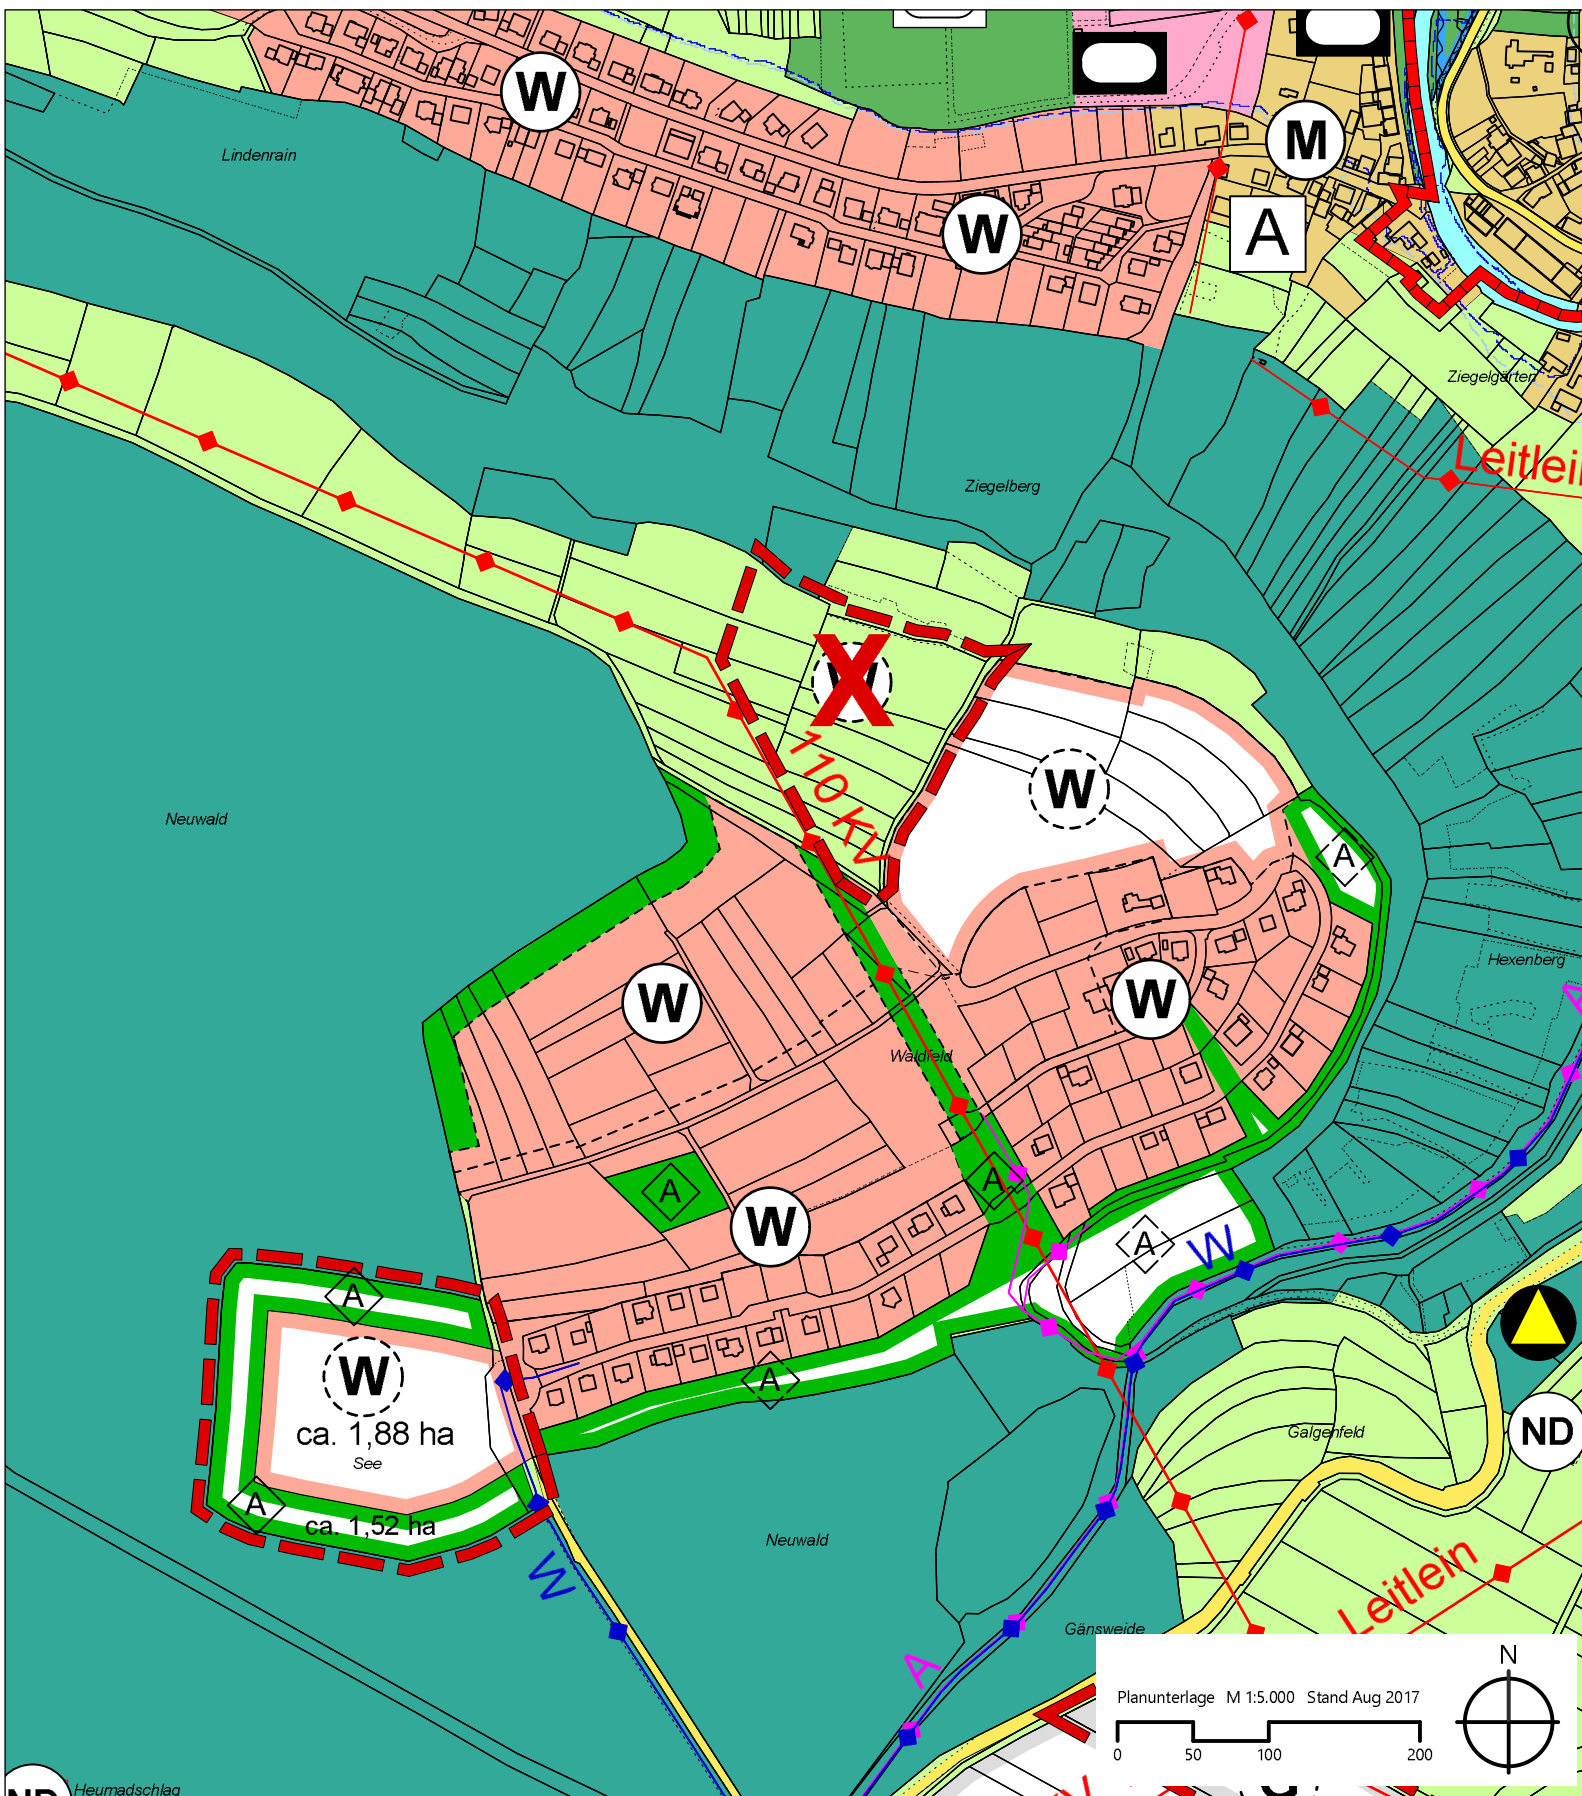 W
Lindenrain
M
W
A
Ziegelgärten
Leitlein
Ziegelberg
X
110 KV
W
Neuwald
A
W
W
Hexenberg
A
Waldfeld
A
A
W
A
W
A
W
ca. 1,88 ha
See
A
A
ca. 1,52 ha
Galgenfeld
ND
Neuwald
W
Leitlein
Gänsweide
A
N
Planunterlage M 1:5.000 Stand Aug 2017
0 50 100 200
Heumadschlag
ND